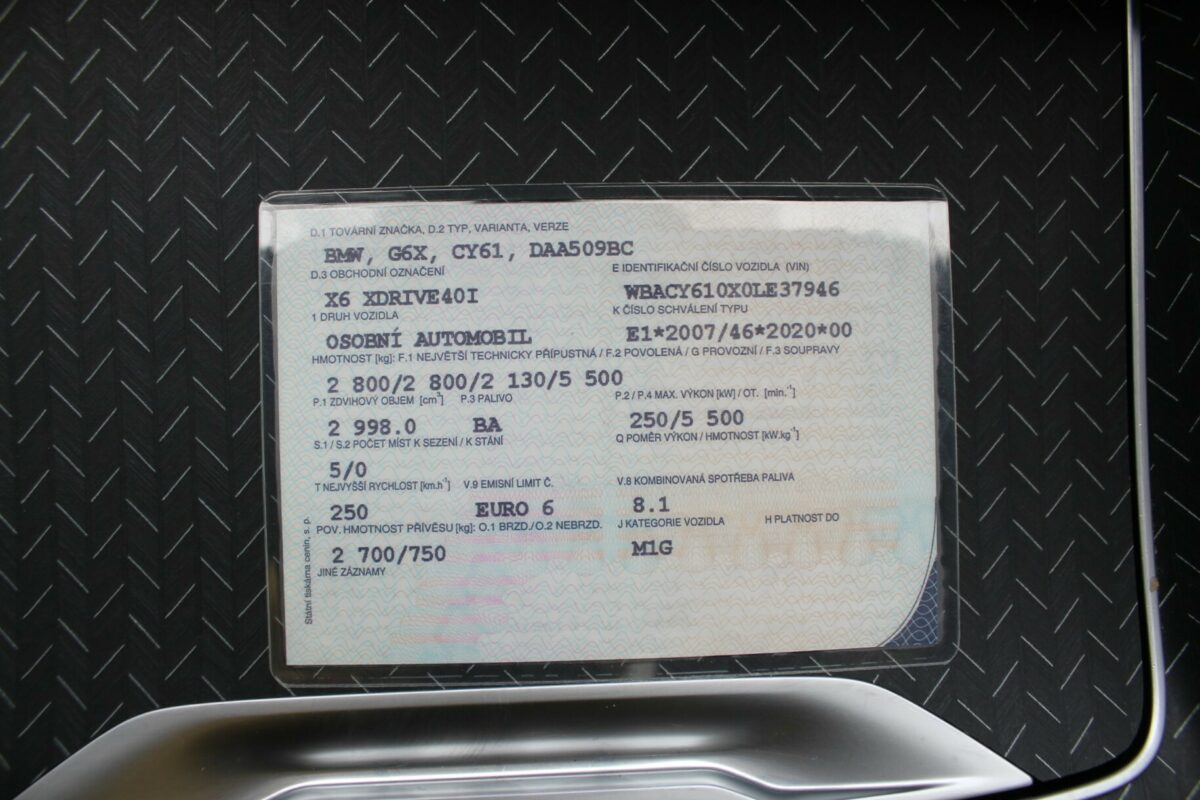 D.1 TOVÁRNÍ ZNAČKA, D.2 TYP, VARIANTA, VERZE
BMW, G6X, CY61, DAA509BC
D.3 OBCHODNÍ OZNAČENÍ E IDENTIFIKAČNÍ ČÍSLO VOZIDLA (VIN)
X6 XDRIVE40I WBACY610X0LE37946
1 DRUH VOZIDLA K ČÍSLO SCHVÁLENÍ TYPU
OSOBNÍ AUTOMOBIL E1*2007/46*2020*00
HMOTNOST [kg]: F.1 NEJVĚTŠÍ TECHNICKY PŘÍPUSTNÁ / F.2 POVOLENÁ / G PROVOZNÍ / F.3 SOUPRAVY
2 800/2 800/2 130/5 500
P.1 ZDVIHOVÝ OBJEM [cm³] P.3 PALIVO P.2 / P.4 MAX. VÝKON [kW] / OT. [min.⁻¹]
2 998.0 BA 250/5 500
S.1 / S.2 POČET MÍST K SEZENÍ / K STÁNÍ Q POMĚR VÝKON / HMOTNOST [kW.kg⁻¹]
5/0
T NEJVYŠŠÍ RYCHLOST [km.h⁻¹] V.9 EMISNÍ LIMIT Č. V.8 KOMBINOVANÁ SPOTŘEBA PALIVA
250 EURO 6 8.1
POV. HMOTNOST PŘÍVĚSU [kg]: O.1 BRZD./O.2 NEBRZD. J KATEGORIE VOZIDLA H PLATNOST DO
2 700/750 M1G
JINÉ ZÁZNAMY
Státní tiskárna cenin, s. p.